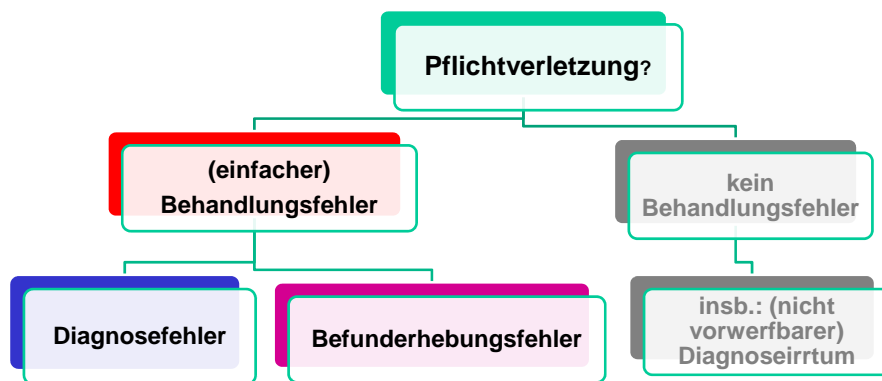 Pflichtverletzung?
(einfacher)
Behandlungsfehler
kein
Behandlungsfehler
Diagnosefehler
Befunderhebungsfehler
insb.: (nicht
vorwerfbarer)
Diagnoseirrtum